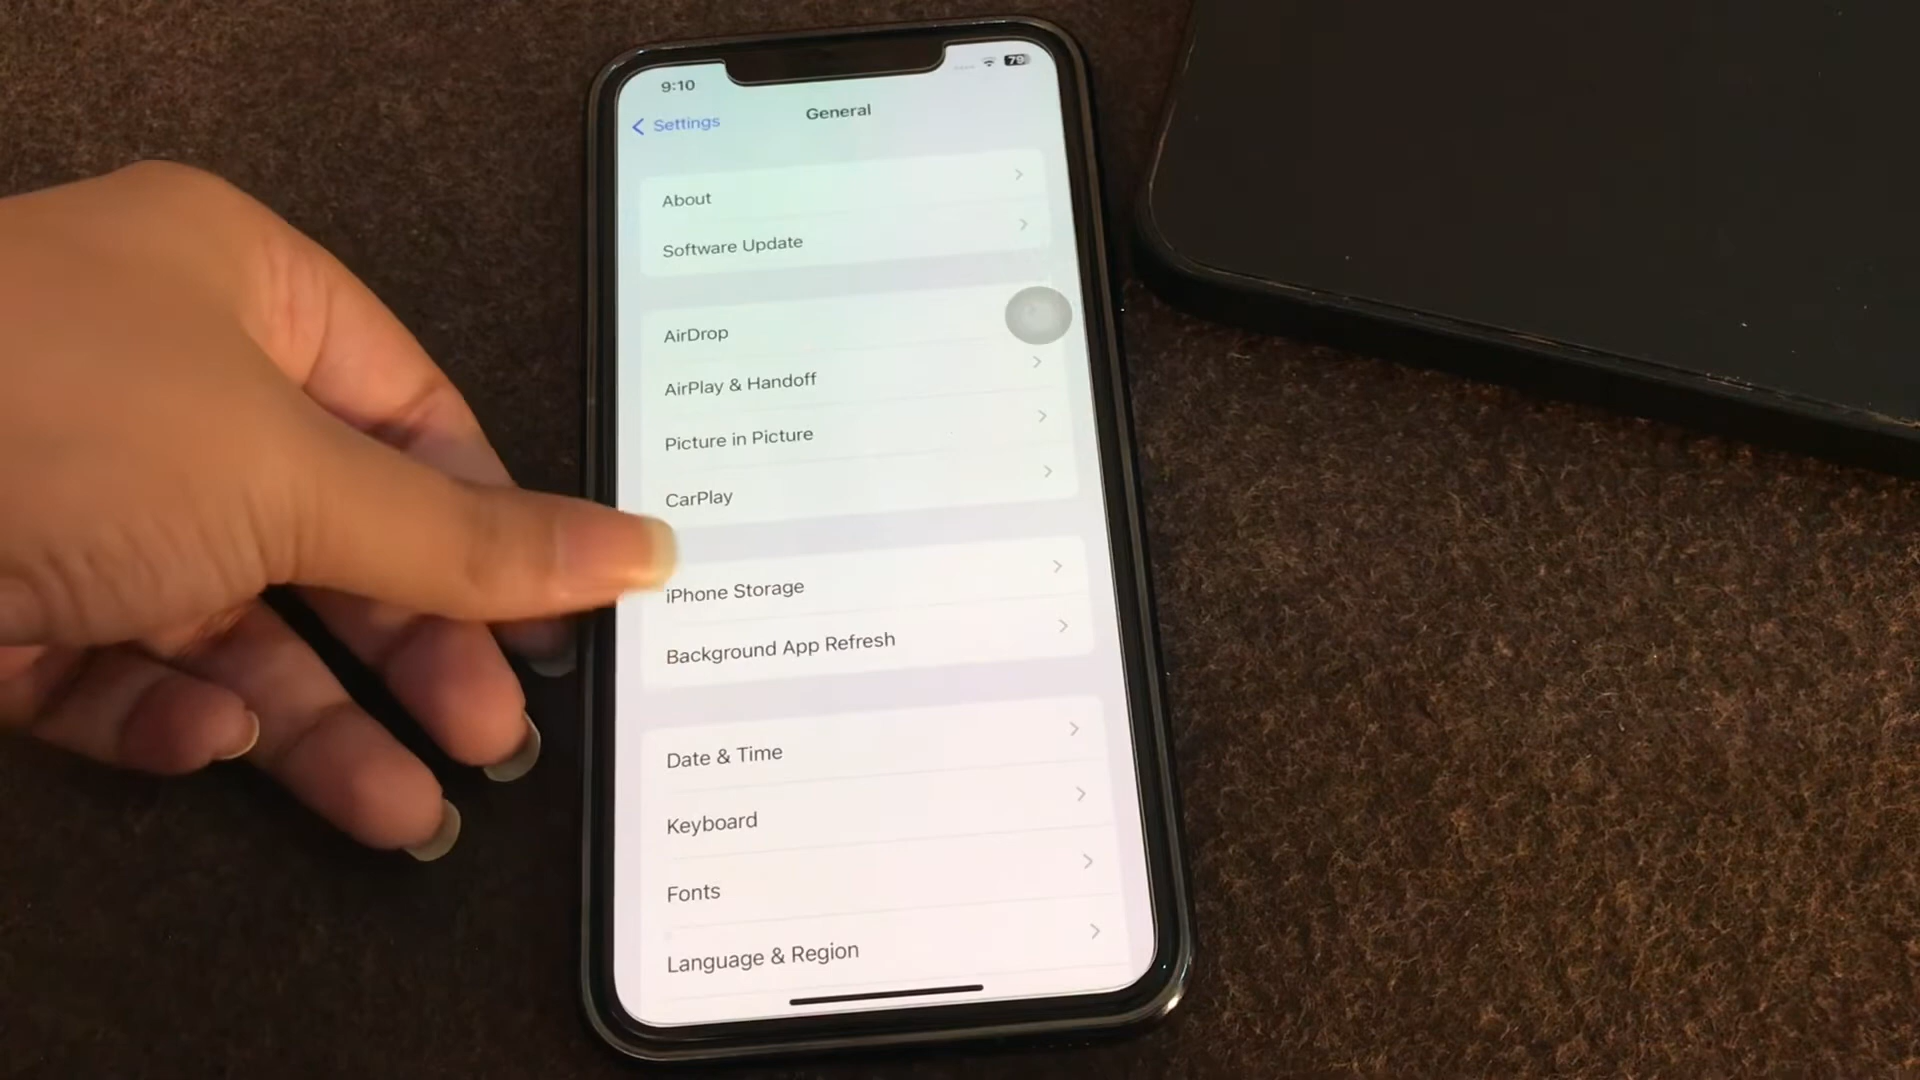 9:10
79
Settings
General
About
Software Update
AirDrop
AirPlay & Handoff
Picture in Picture
CarPlay
iPhone Storage
Background App Refresh
Date & Time
Keyboard
Fonts
Language & Region